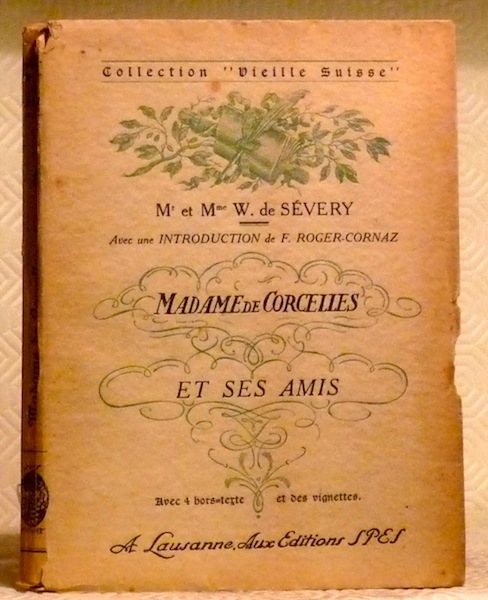 Collection "Vieille Suisse"
Mr et Mme W. de SÉVERY
Avec une INTRODUCTION de F. ROGER-CORNAZ
MADAME DE CORCELLES
ET SES AMIS
Avec 4 hors-texte et des vignettes.
A Lausanne, Aux Editions SPES